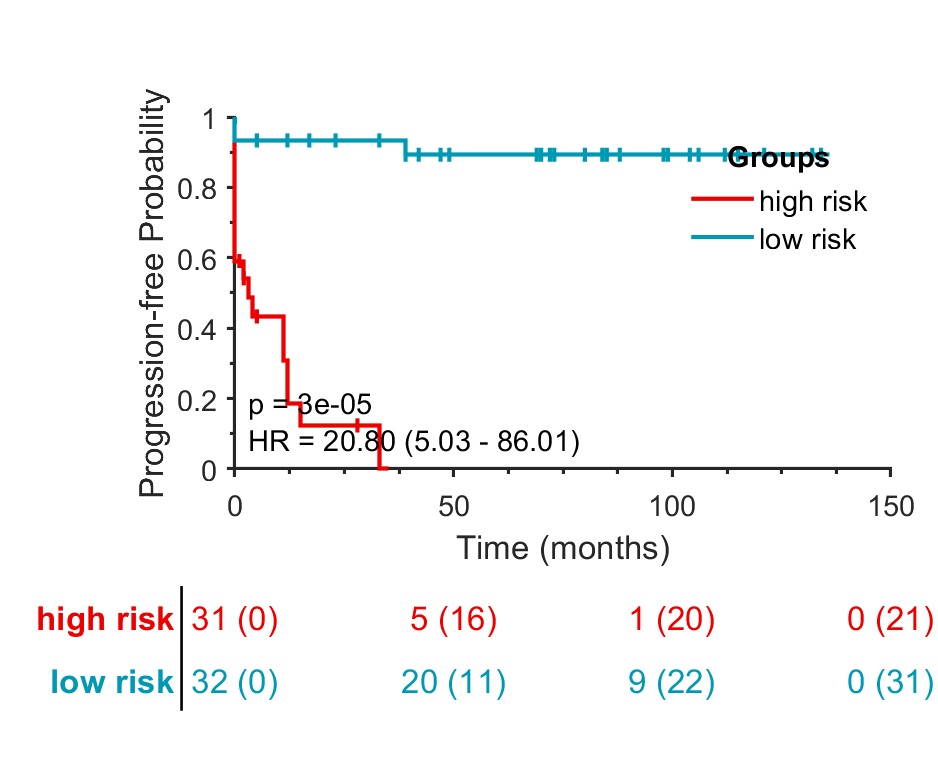 Progression-free Probability
1
0.8
0.6
0.4
0.2
0
Groups
high risk
low risk
p = 3e-05
HR = 20.80 (5.03 - 86.01)
0 50 100 150
Time (months)
high risk 31 (0) 5 (16) 1 (20) 0 (21)
low risk 32 (0) 20 (11) 9 (22) 0 (31)